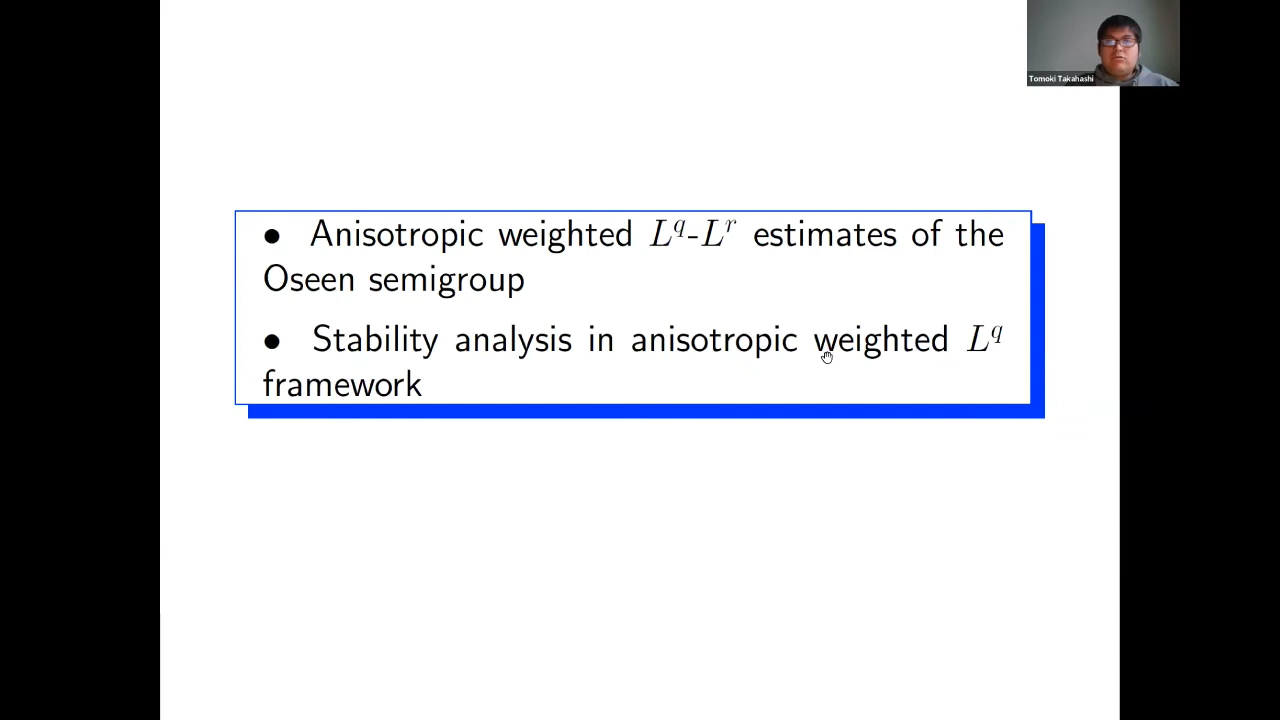 Tomoki Takahashi
• Anisotropic weighted $L^q$-$L^r$ estimates of the
Oseen semigroup
• Stability analysis in anisotropic weighted $L^q$
framework